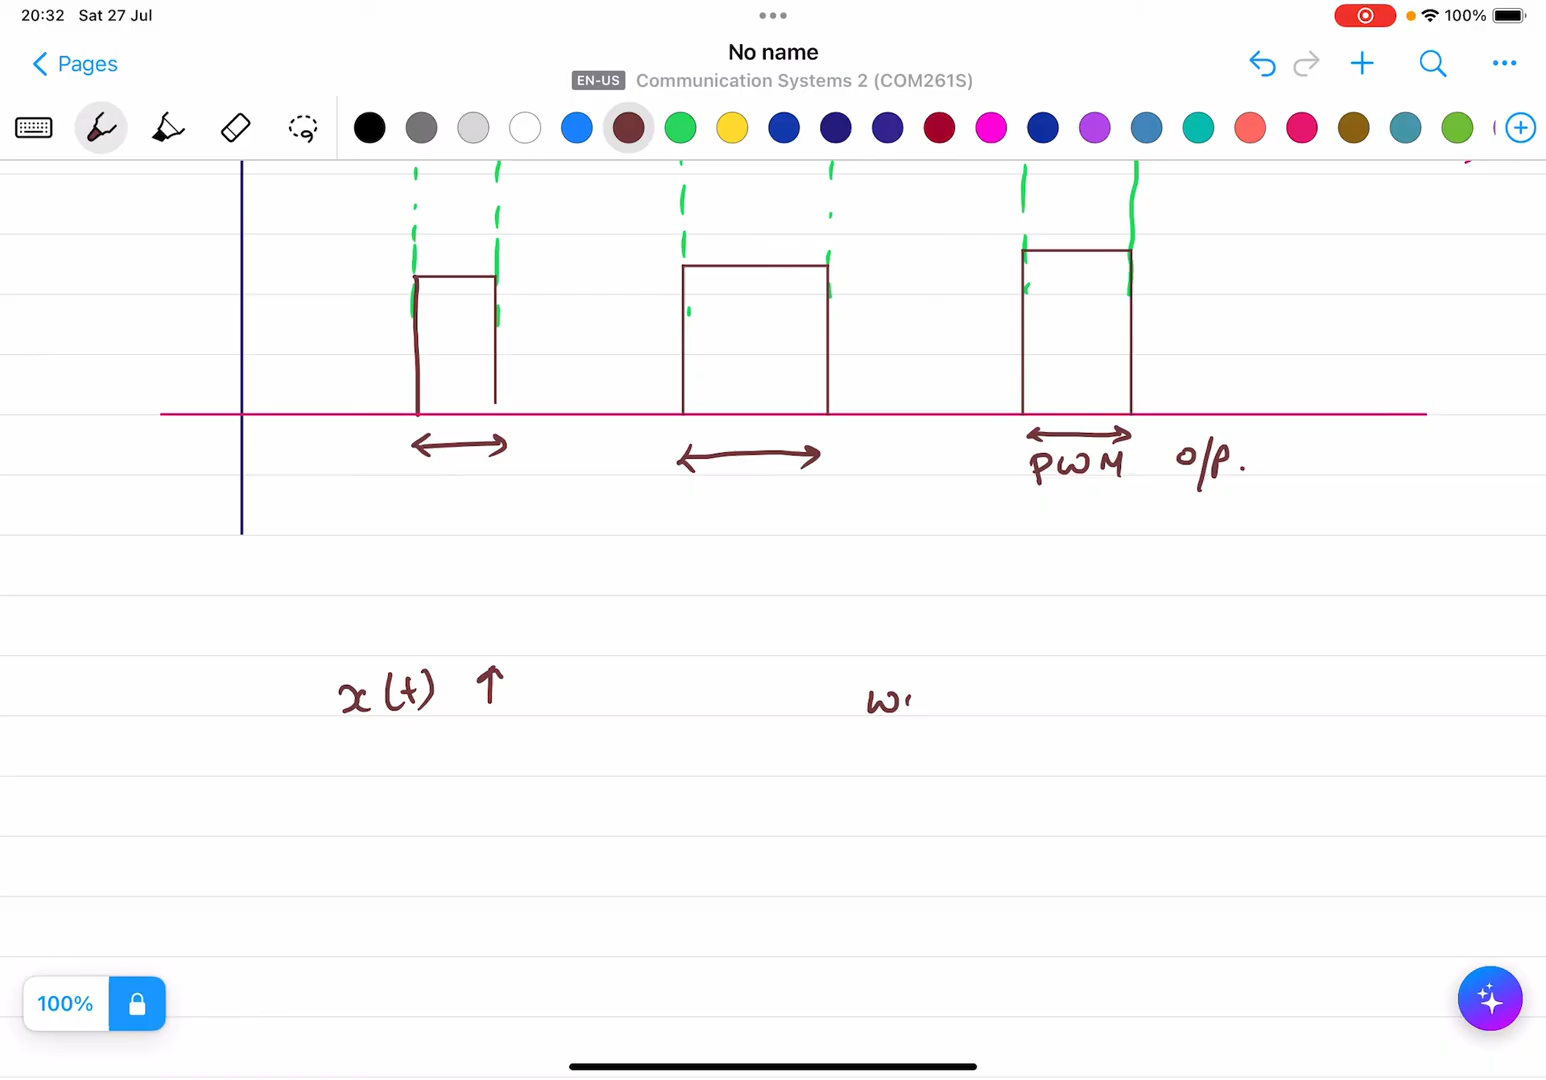 20:32 Sat 27 Jul
100%
No name
Pages
EN-US Communication Systems 2 (COM261S)
PWM O/P.
x(t) ↑
100%